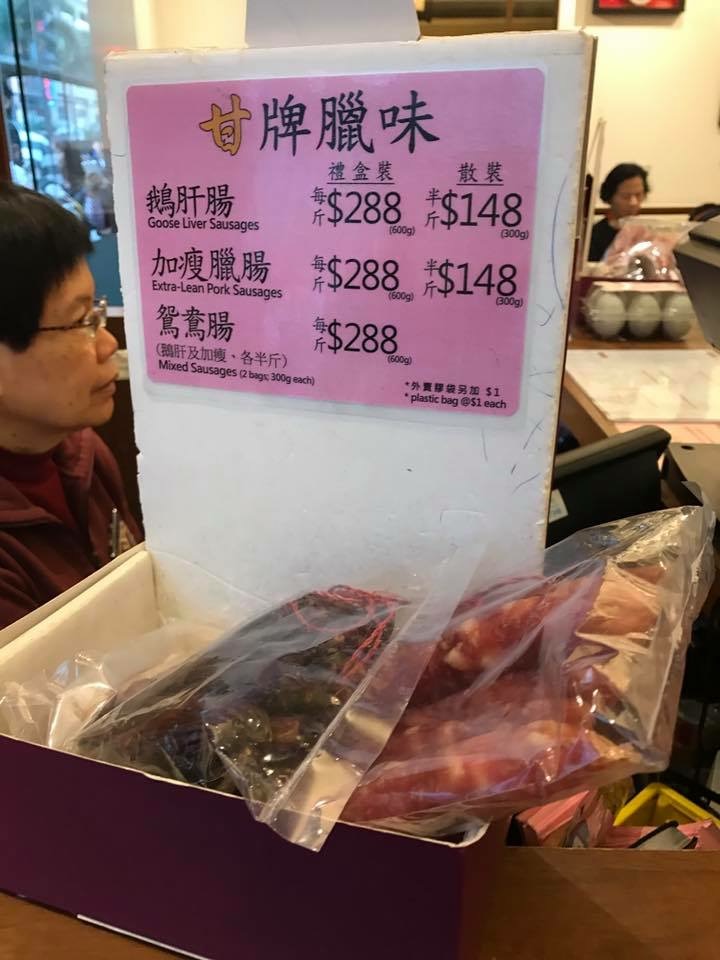 甘牌臘味
禮盒裝 散裝
鵝肝腸 每斤$288 (600g) 半斤$148 (300g)
Goose Liver Sausages
加瘦臘腸 每斤$288 (600g) 半斤$148 (300g)
Extra-Lean Pork Sausages
鴛鴦腸 每斤$288 (600g)
(鵝肝及加瘦、各半斤)
Mixed Sausages (2 bags; 300g each)
*外賣膠袋另加 $1
* plastic bag @$1 each